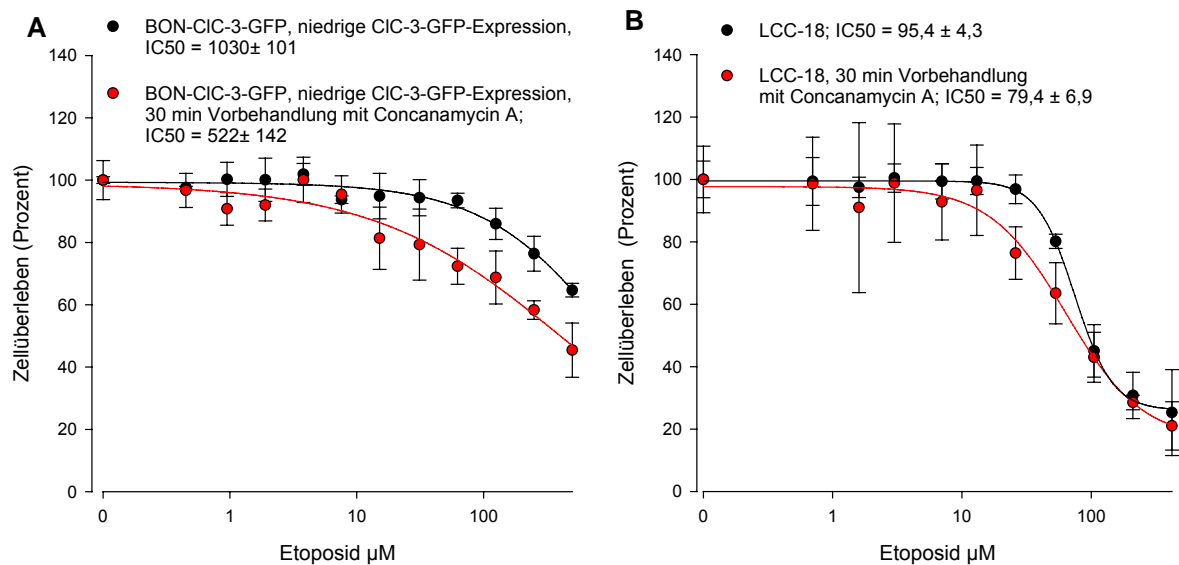 A
BON-ClC-3-GFP, niedrige ClC-3-GFP-Expression,
IC50 = 1030± 101
BON-ClC-3-GFP, niedrige ClC-3-GFP-Expression,
30 min Vorbehandlung mit Concanamycin A;
IC50 = 522± 142
Zellüberleben (Prozent)
140
120
100
80
60
40
20
0
0
1
10
100
Etoposid µM
B
LCC-18; IC50 = 95,4 ± 4,3
LCC-18, 30 min Vorbehandlung
mit Concanamycin A; IC50 = 79,4 ± 6,9
Zellüberleben (Prozent)
140
120
100
80
60
40
20
0
0
1
10
100
Etoposid µM